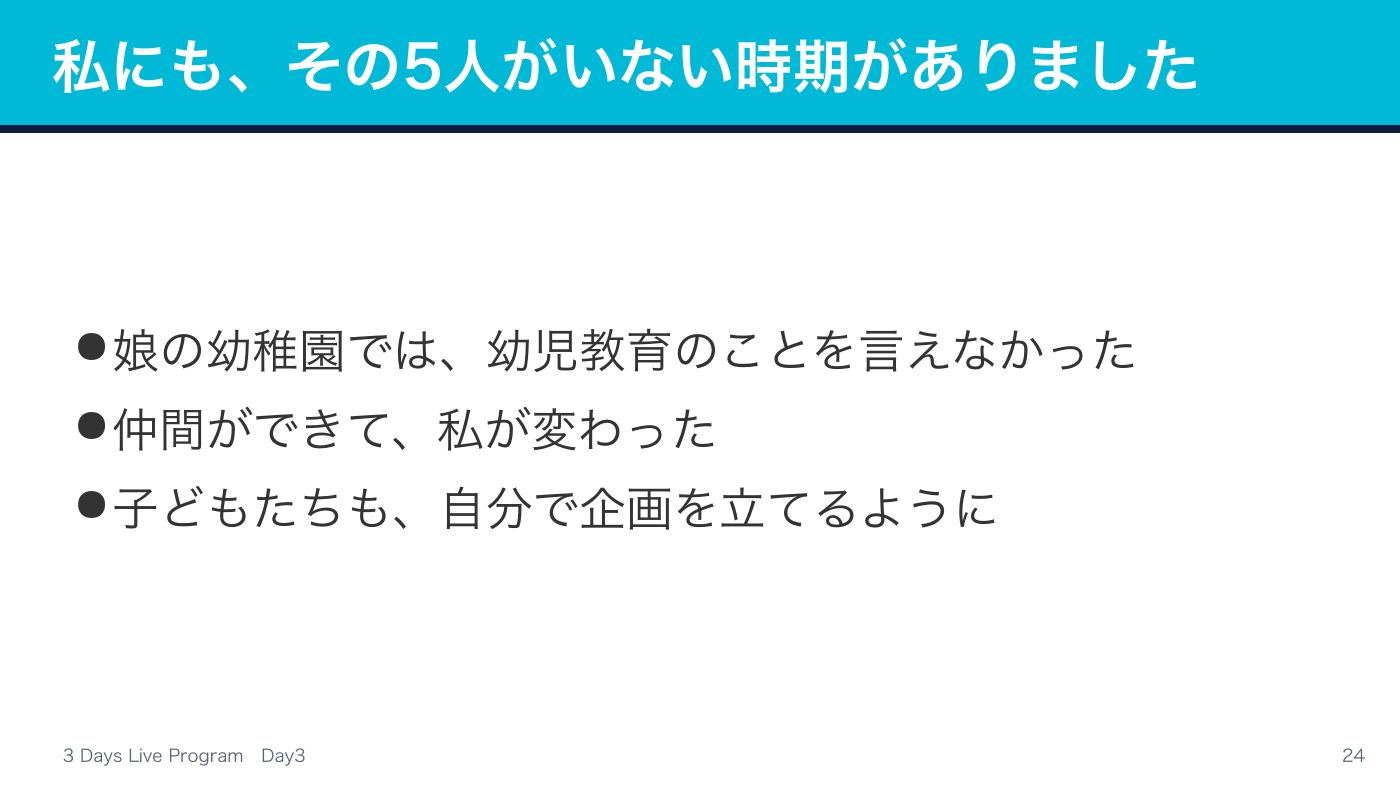 私にも、その5人がいない時期がありました
●娘の幼稚園では、幼児教育のことを言えなかった
●仲間ができて、私が変わった
●子どもたちも、自分で企画を立てるように
3 Days Live Program　Day3
24